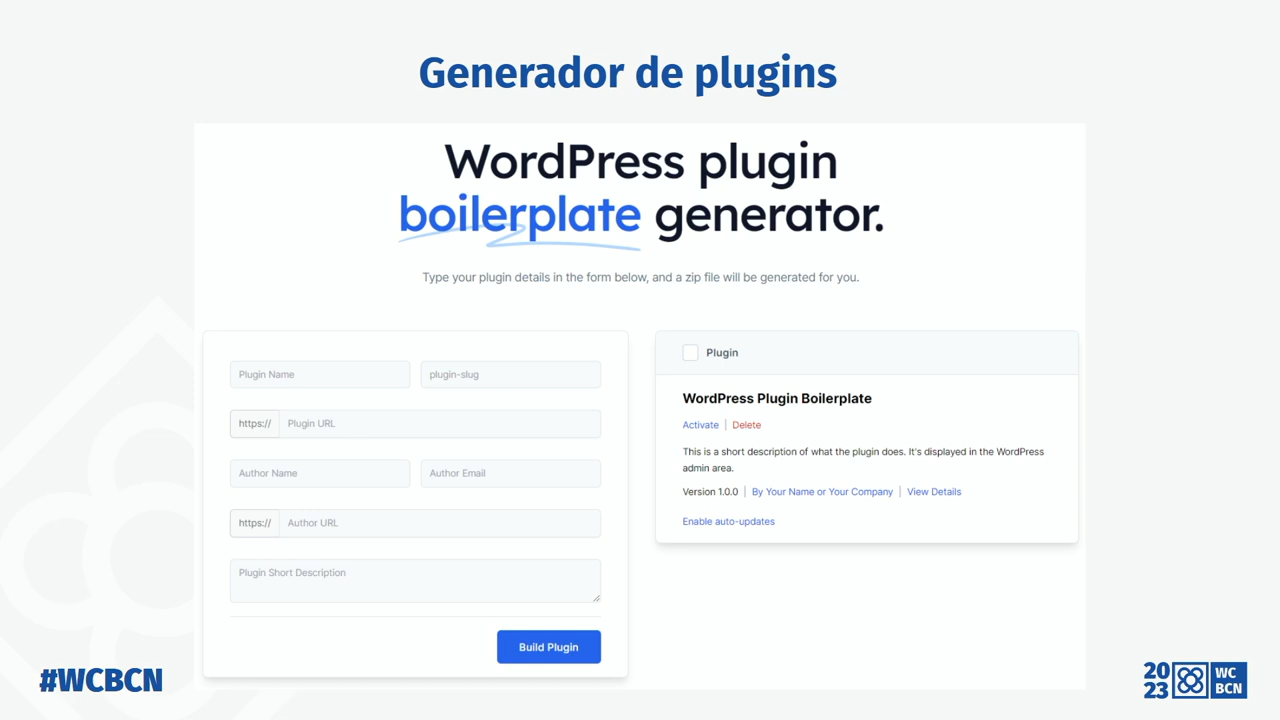 Generador de plugins
WordPress plugin
boilerplate generator.
Type your plugin details in the form below, and a zip file will be generated for you.
Plugin Name
plugin-slug
https://
Plugin URL
Author Name
Author Email
https://
Author URL
Plugin Short Description
Build Plugin
Plugin
WordPress Plugin Boilerplate
Activate | Delete
This is a short description of what the plugin does. It's displayed in the WordPress
admin area.
Version 1.0.0 | By Your Name or Your Company | View Details
Enable auto-updates
#WCBCN
20
23
WC
BCN